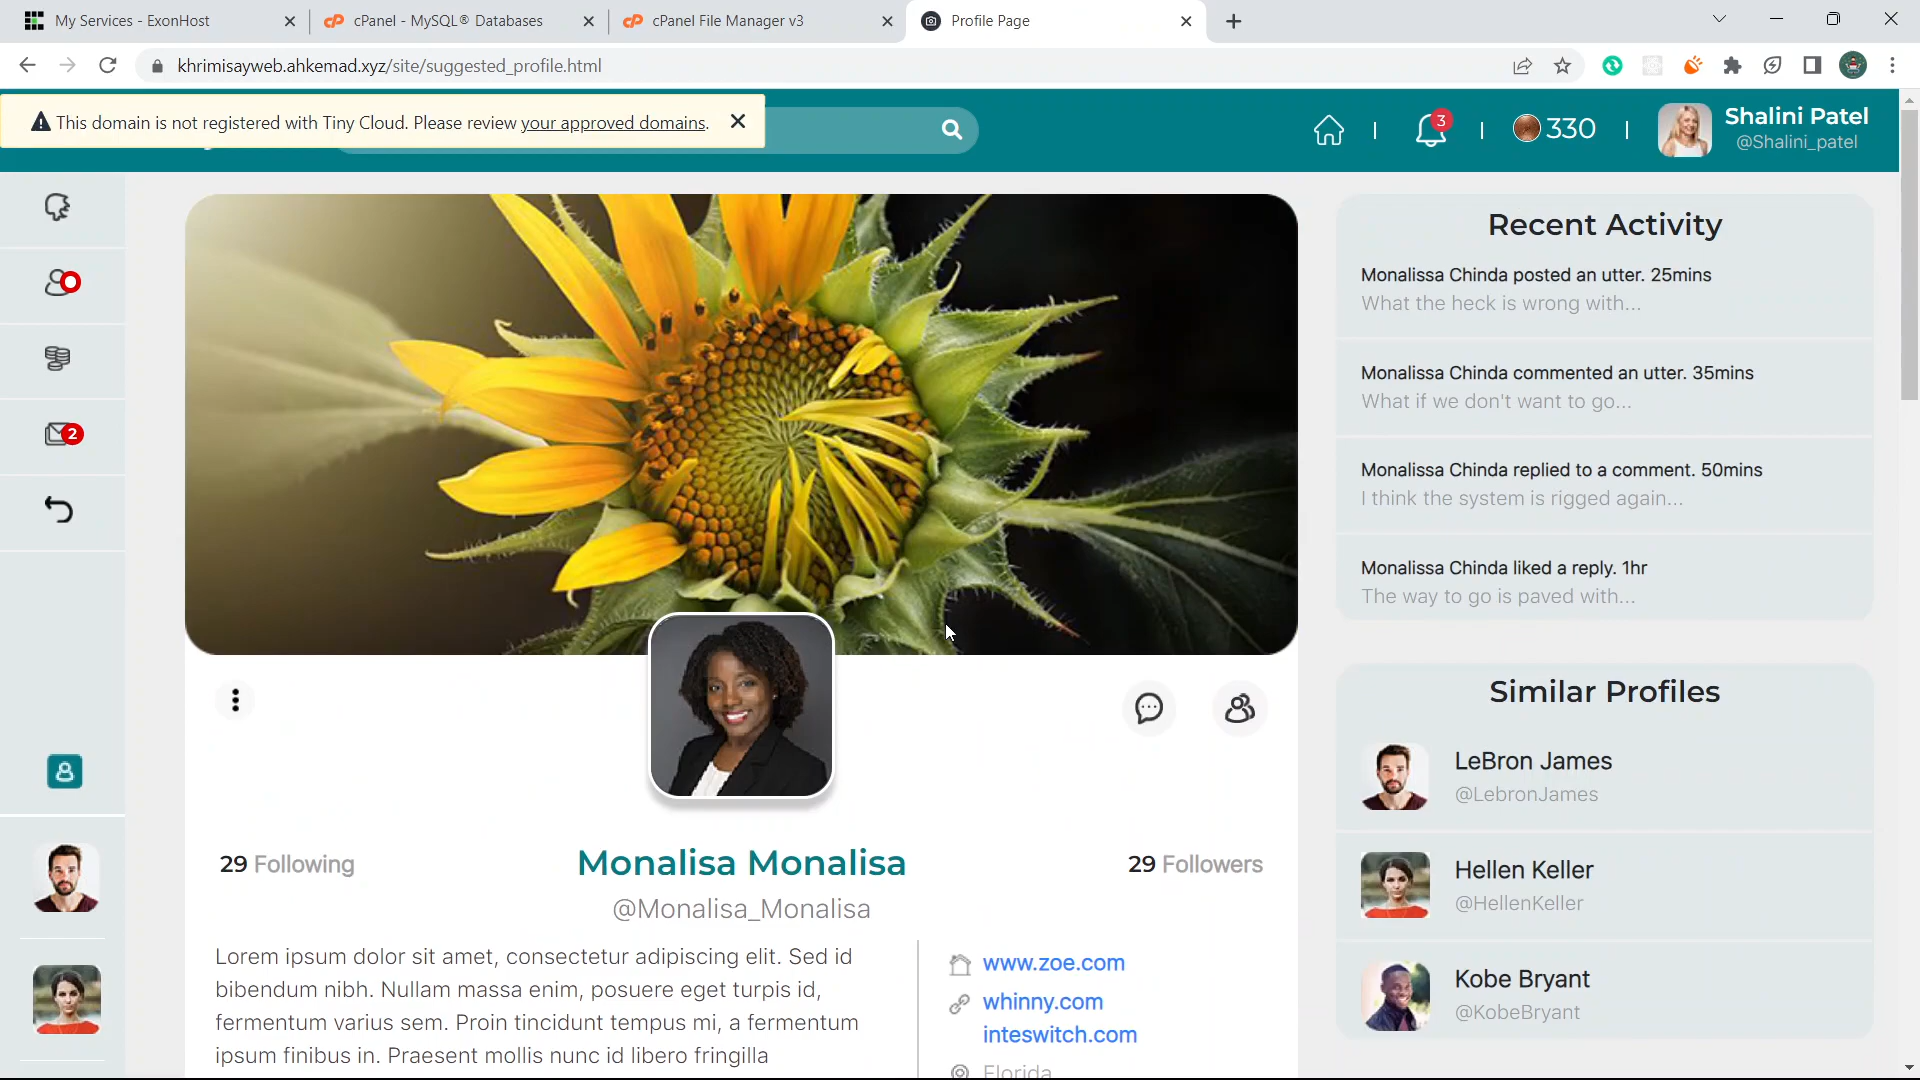 My Services - ExonHost
cPanel - MySQL® Databases
cPanel File Manager v3
Profile Page
khrimisayweb.ahkemad.xyz/site/suggested_profile.html
This domain is not registered with Tiny Cloud. Please review your approved domains.
3
330
Shalini Patel
@Shalini_patel
2
29 Following
Monalisa Monalisa
29 Followers
@Monalisa_Monalisa
Lorem ipsum dolor sit amet, consectetur adipiscing elit. Sed id
bibendum nibh. Nullam massa enim, posuere eget turpis id,
fermentum varius sem. Proin tincidunt tempus mi, a fermentum
ipsum finibus in. Praesent mollis nunc id libero fringilla
www.zoe.com
whinny.com
inteswitch.com
Florida
Recent Activity
Monalissa Chinda posted an utter. 25mins
What the heck is wrong with...
Monalissa Chinda commented an utter. 35mins
What if we don't want to go...
Monalissa Chinda replied to a comment. 50mins
I think the system is rigged again...
Monalissa Chinda liked a reply. 1hr
The way to go is paved with...
Similar Profiles
LeBron James
@LebronJames
Hellen Keller
@HellenKeller
Kobe Bryant
@KobeBryant